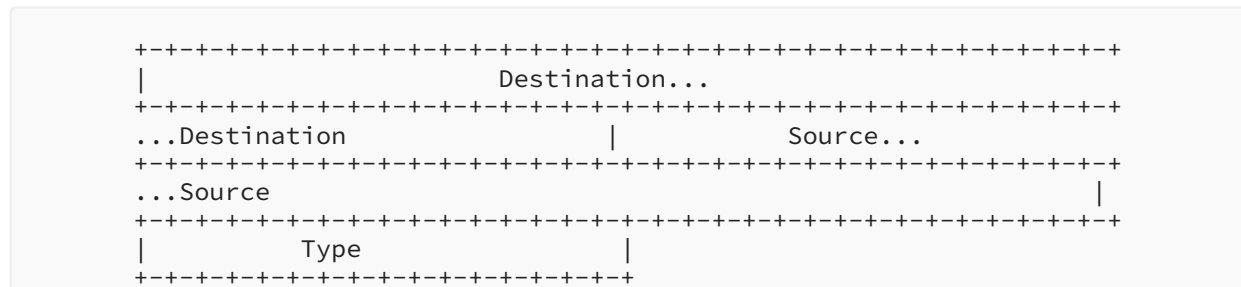 +-+-+-+-+-+-+-+-+-+-+-+-+-+-+-+-+-+-+-+-+-+-+-+-+-+-+-+-+-+-+-+-+
|                       Destination...
+-+-+-+-+-+-+-+-+-+-+-+-+-+-+-+-+-+-+-+-+-+-+-+-+-+-+-+-+-+-+-+-+
...Destination                 |           Source...
+-+-+-+-+-+-+-+-+-+-+-+-+-+-+-+-+-+-+-+-+-+-+-+-+-+-+-+-+-+-+-+-+
...Source                                                       |
+-+-+-+-+-+-+-+-+-+-+-+-+-+-+-+-+-+-+-+-+-+-+-+-+-+-+-+-+-+-+-+-+
|          Type                 |
+-+-+-+-+-+-+-+-+-+-+-+-+-+-+-+-+